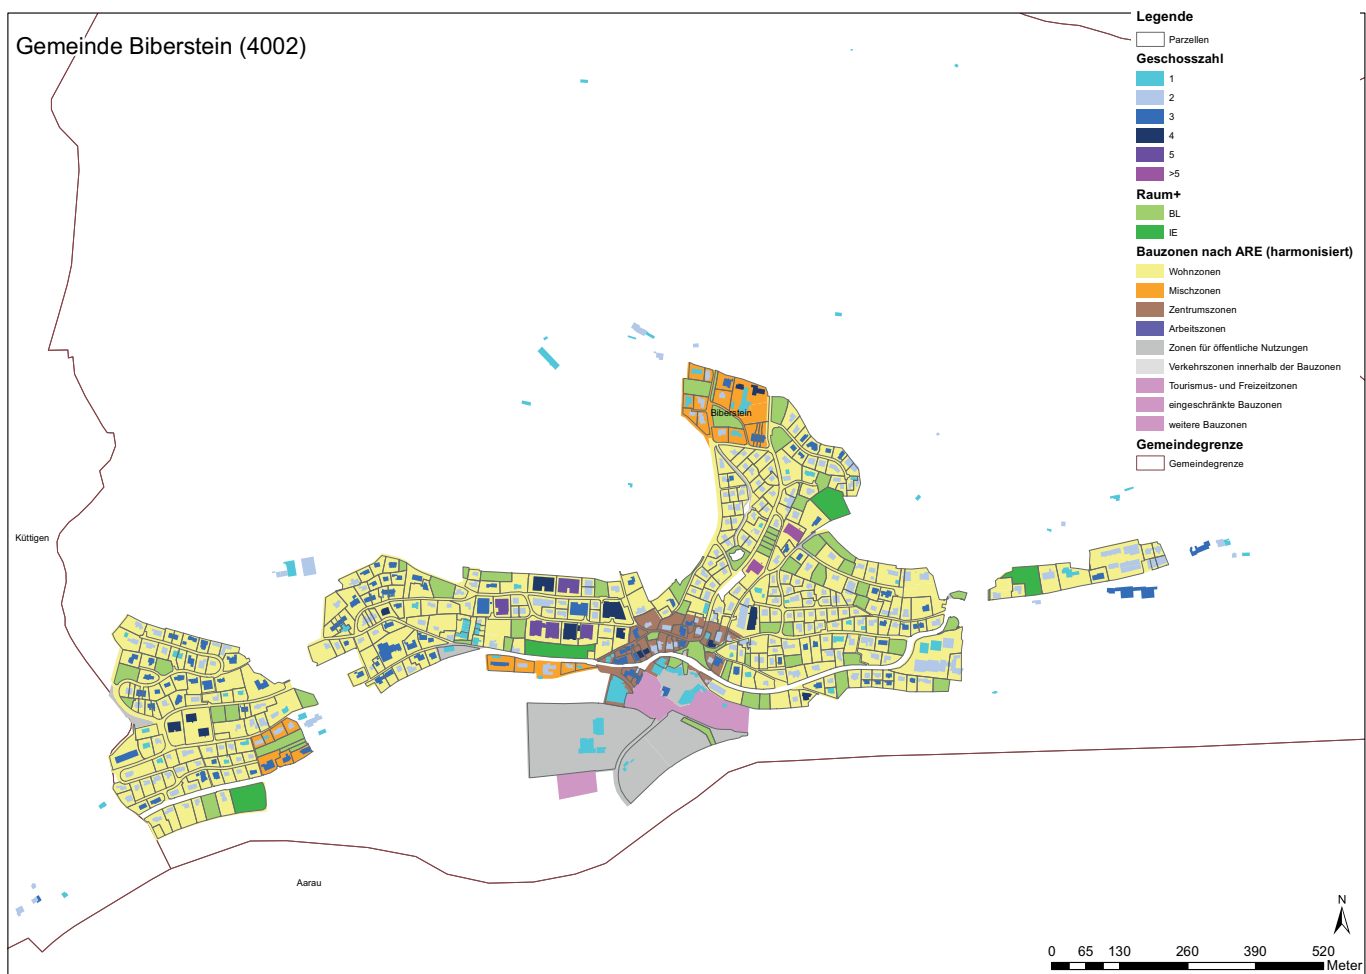 Gemeinde Biberstein (4002)
Legende
Parzellen
Geschosszahl
1
2
3
4
5
>5
Raum+
BL
IE
Bauzonen nach ARE (harmonisiert)
Wohnzonen
Mischzonen
Zentrumszonen
Arbeitszonen
Zonen für öffentliche Nutzungen
Verkehrszonen innerhalb der Bauzonen
Tourismus- und Freizeitzonen
eingeschränkte Bauzonen
weitere Bauzonen
Gemeindegrenze
Gemeindegrenze
Biberstein
Küttigen
Aarau
N
0 65 130 260 390 520
Meter